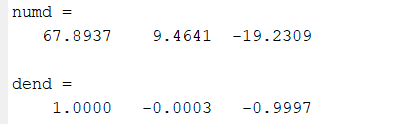 numd =
67.8937 9.4641 -19.2309
dend =
1.0000 -0.0003 -0.9997